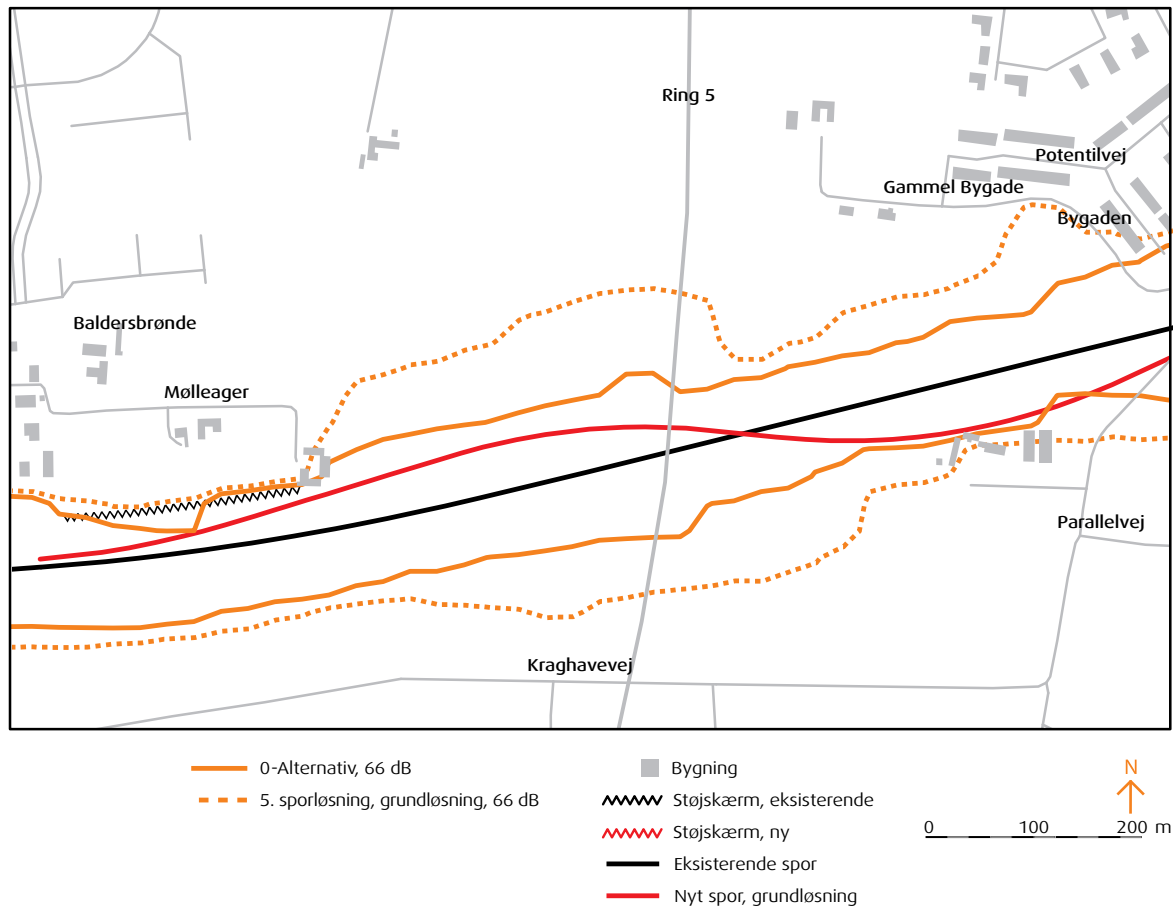 Ring 5
Potentilvej
Gammel Bygade
Bygaden
Baldersbrønde
Mølleager
Parallelvej
Kraghavevej
0-Alternativ, 66 dB
5. sporløsning, grundløsning, 66 dB
Bygning
Støjskærm, eksisterende
Støjskærm, ny
Eksisterende spor
Nyt spor, grundløsning
N
0 100 200 m